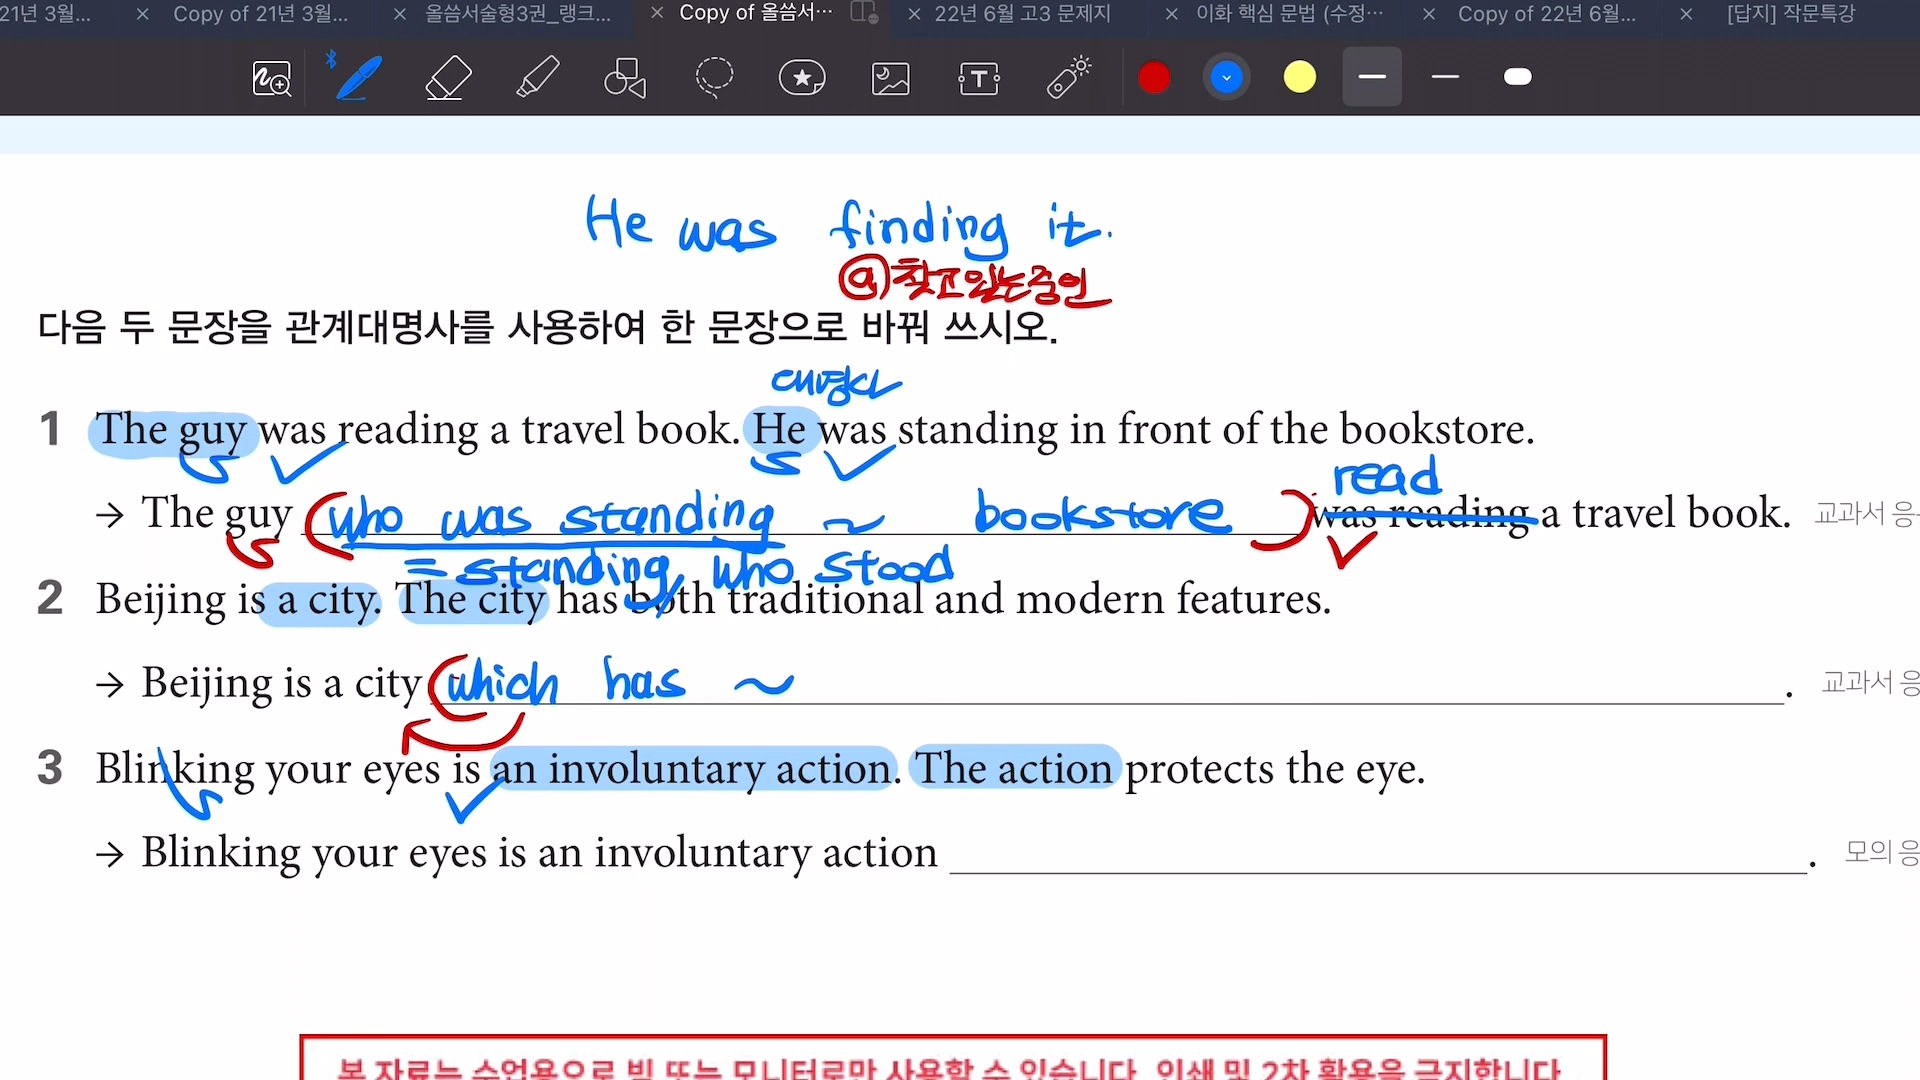 21년 3월... × Copy of 21년 3월... × 올씀서술형3권_랭크... × Copy of 올씀서··· × 22년 6월 고3 문제지 × 이화 핵심 문법 (수정··· × Copy of 22년 6월... × [답지] 작문특강
He was finding it.
ⓐ찾고있는중인
다음 두 문장을 관계대명사를 사용하여 한 문장으로 바꿔 쓰시오.
대명사
1 The guy was reading a travel book. He was standing in front of the bookstore.
read
→ The guy (who was standing ~ bookstore) was reading a travel book. 교과서 응
= standing, who stood
2 Beijing is a city. The city has both traditional and modern features.
→ Beijing is a city (which has ~ . 교과서 응
3 Blinking your eyes is an involuntary action. The action protects the eye.
→ Blinking your eyes is an involuntary action . 모의 응
본 자료는 수업용으로 빔 또는 모니터로만 사용할 수 있습니다. 인쇄 및 2차 활용을 금지합니다.